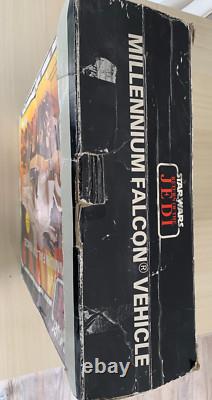 STAR WARS
RETURN OF THE
JEDI
MILLENNIUM FALCON® VEHICLE